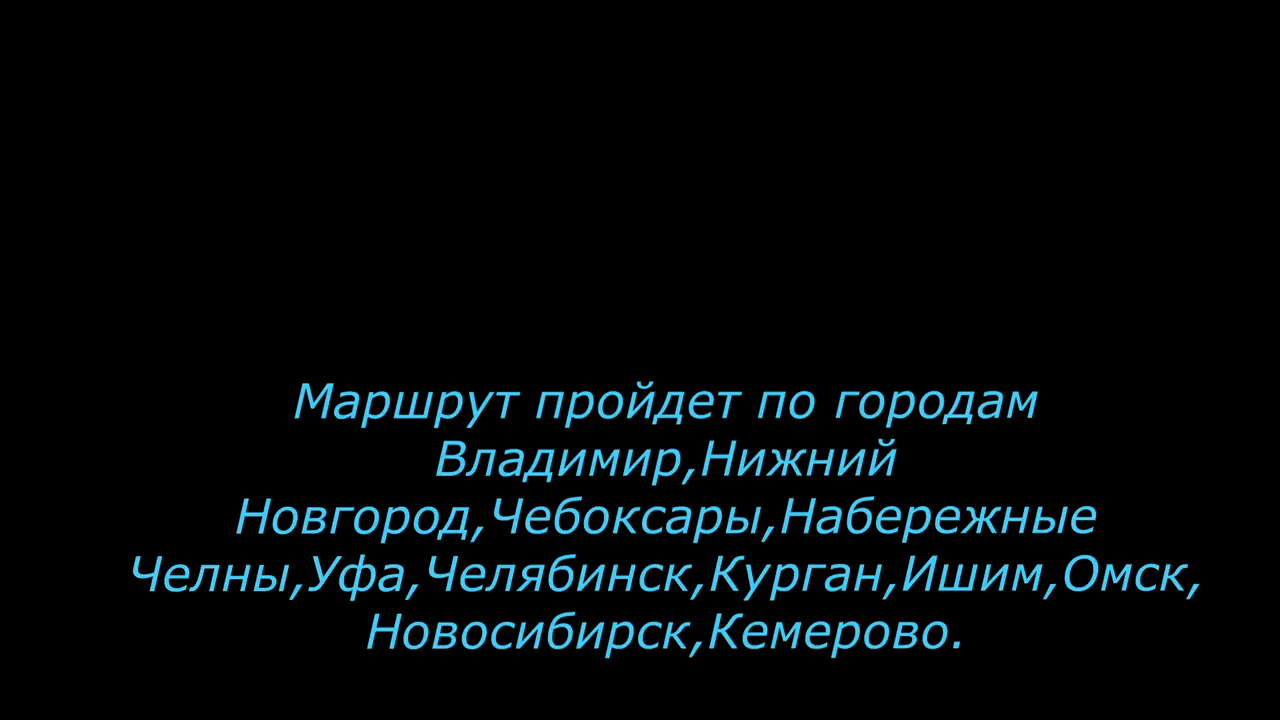 Маршрут пройдет по городам
Владимир,Нижний
Новгород,Чебоксары,Набережные
Челны,Уфа,Челябинск,Курган,Ишим,Омск,
Новосибирск,Кемерово.